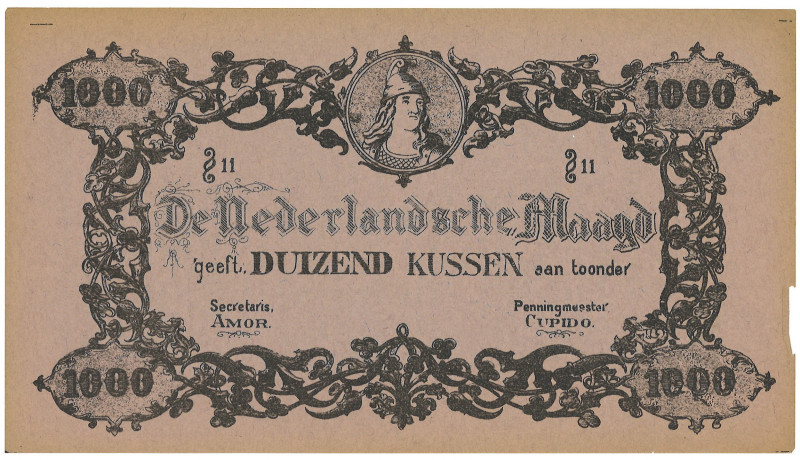 1000 1000
§ 11 § 11
De Nederlandsche Maagd
geeft. DUIZEND KUSSEN aan toonder
Secretaris, Penningmeester
AMOR. CUPIDO.
1000 1000